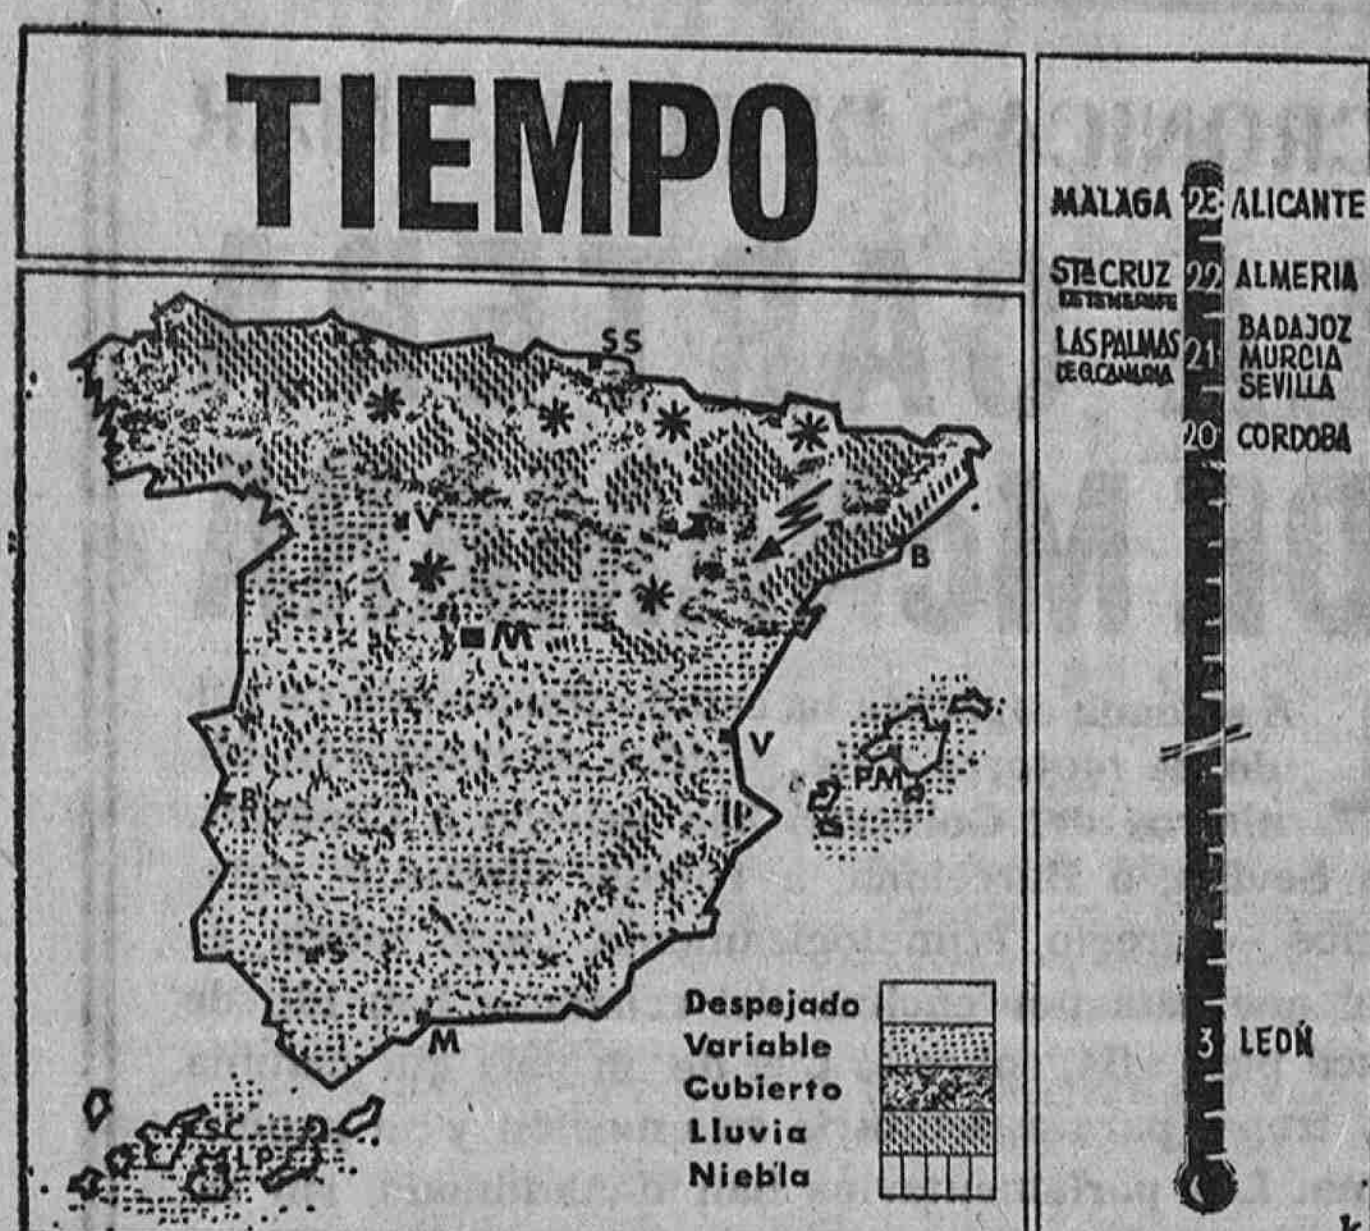 TIEMPO
SS
V
B
M
V
PM
B
S
M
SC
LP
Despejado
Variable
Cubierto
Lluvia
Niebla
MALAGA 23 ALICANTE
STA CRUZ 22 ALMERIA
DE TENERIFE
LAS PALMAS 21 BADAJOZ
DE G. CANARIA MURCIA
SEVILLA
20 CORDOBA
3 LEON